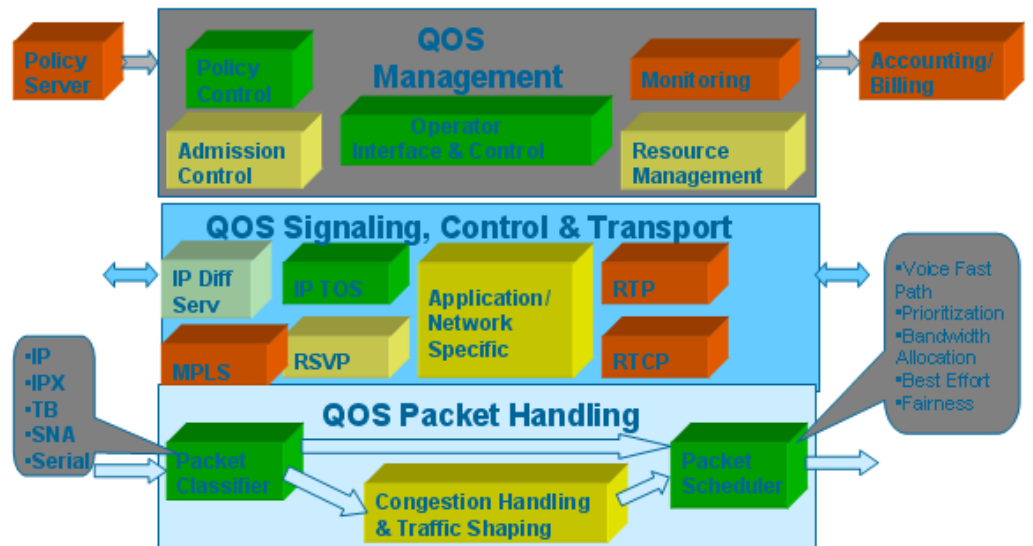 QOS
Management
Policy
Server
Policy
Control
Monitoring
Accounting/
Billing
Operator
Interface & Control
Admission
Control
Resource
Management
QOS Signaling, Control & Transport
IP Diff
Serv
IP TOS
Application/
Network
Specific
RTP
MPLS
RSVP
RTCP
▪Voice Fast
Path
▪Prioritization
▪Bandwidth
Allocation
▪Best Effort
▪Fairness
▪IP
▪IPX
▪TB
▪SNA
▪Serial
QOS Packet Handling
Packet
Classifier
Congestion Handling
& Traffic Shaping
Packet
Scheduler